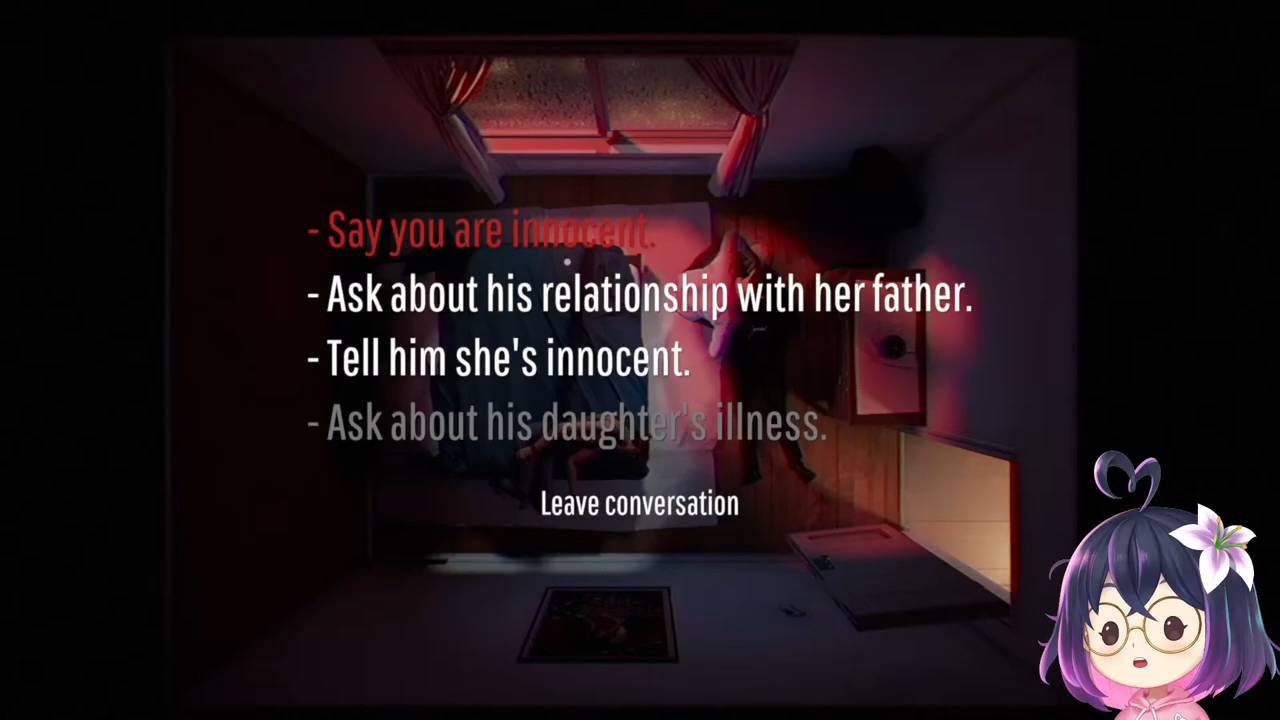 - Say you are innocent.
- Ask about his relationship with her father.
- Tell him she's innocent.
- Ask about his daughter's illness.
Leave conversation